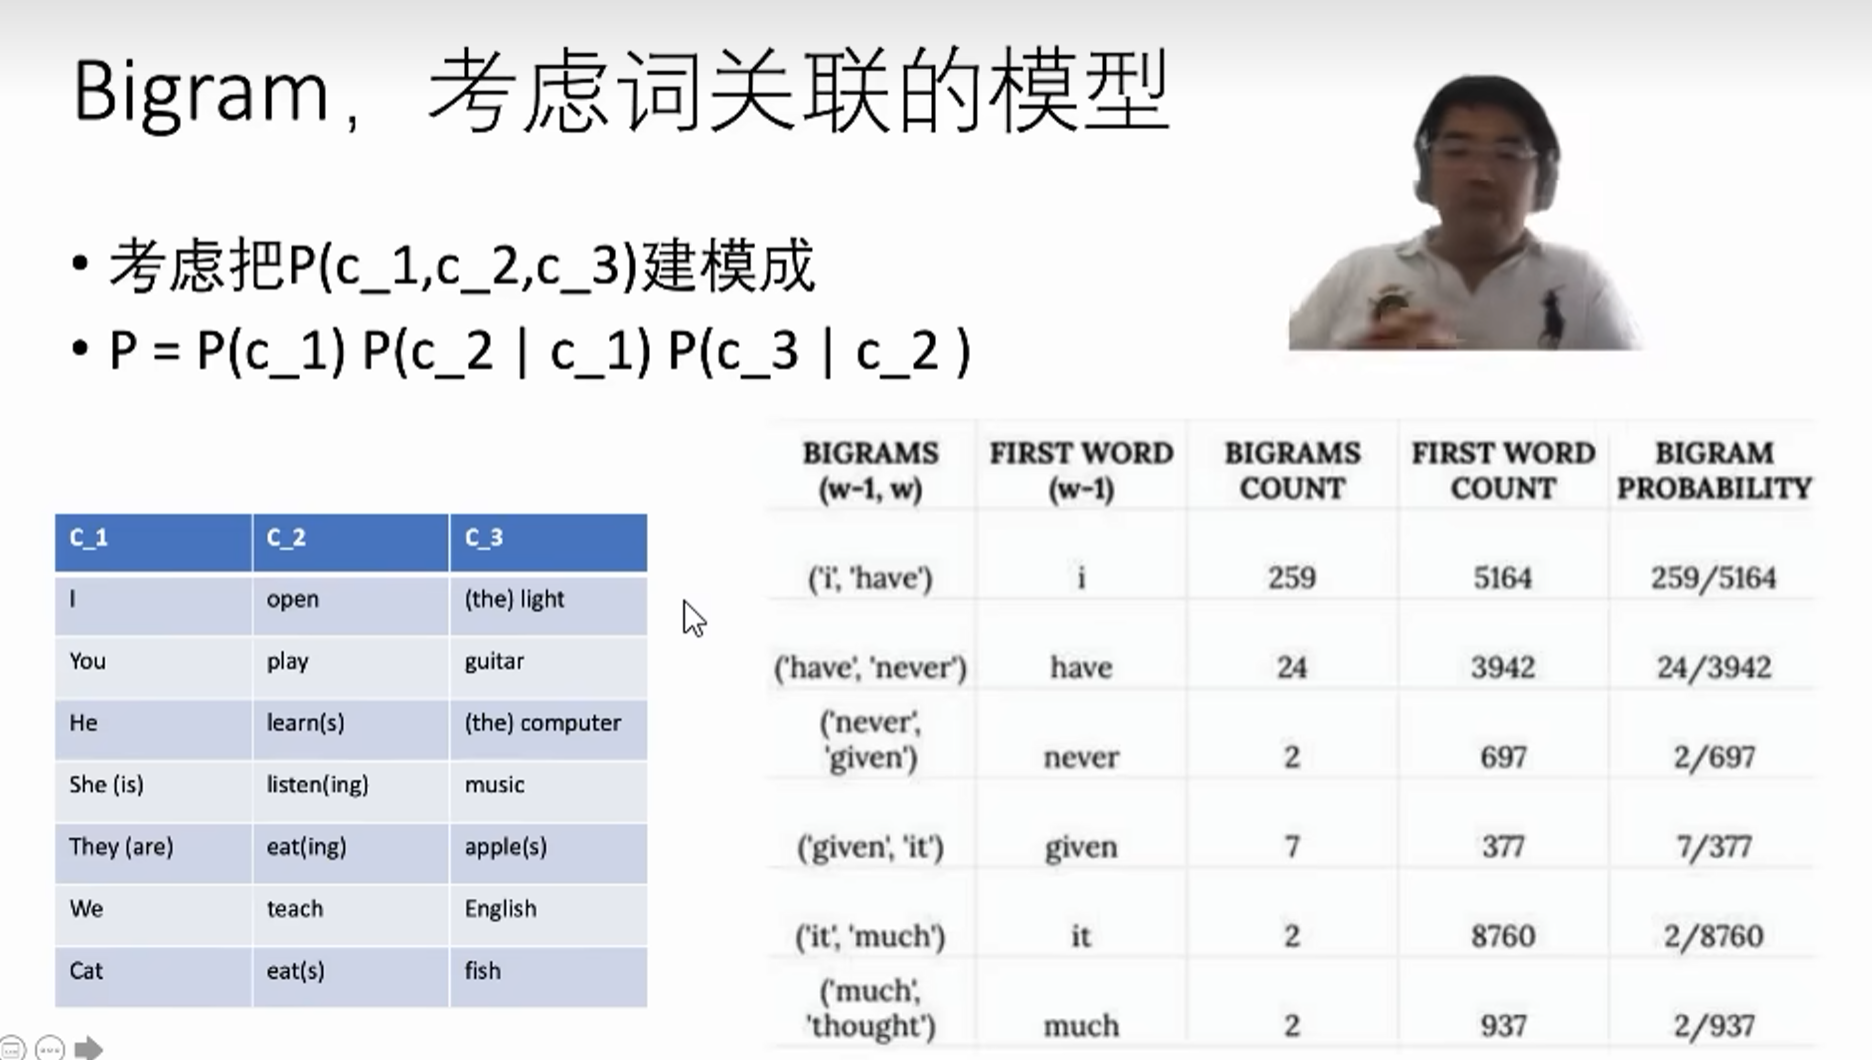 Bigram，考虑词关联的模型
• 考虑把P(c_1,c_2,c_3)建模成
• P = P(c_1) P(c_2 | c_1) P(c_3 | c_2 )
C_1 C_2 C_3
I open (the) light
You play guitar
He learn(s) (the) computer
She (is) listen(ing) music
They (are) eat(ing) apple(s)
We teach English
Cat eat(s) fish
BIGRAMS FIRST WORD BIGRAMS FIRST WORD BIGRAM
(w-1, w) (w-1) COUNT COUNT PROBABILITY
('i', 'have') i 259 5164 259/5164
('have', 'never') have 24 3942 24/3942
('never',
'given') never 2 697 2/697
('given', 'it') given 7 377 7/377
('it', 'much') it 2 8760 2/8760
('much',
'thought') much 2 937 2/937